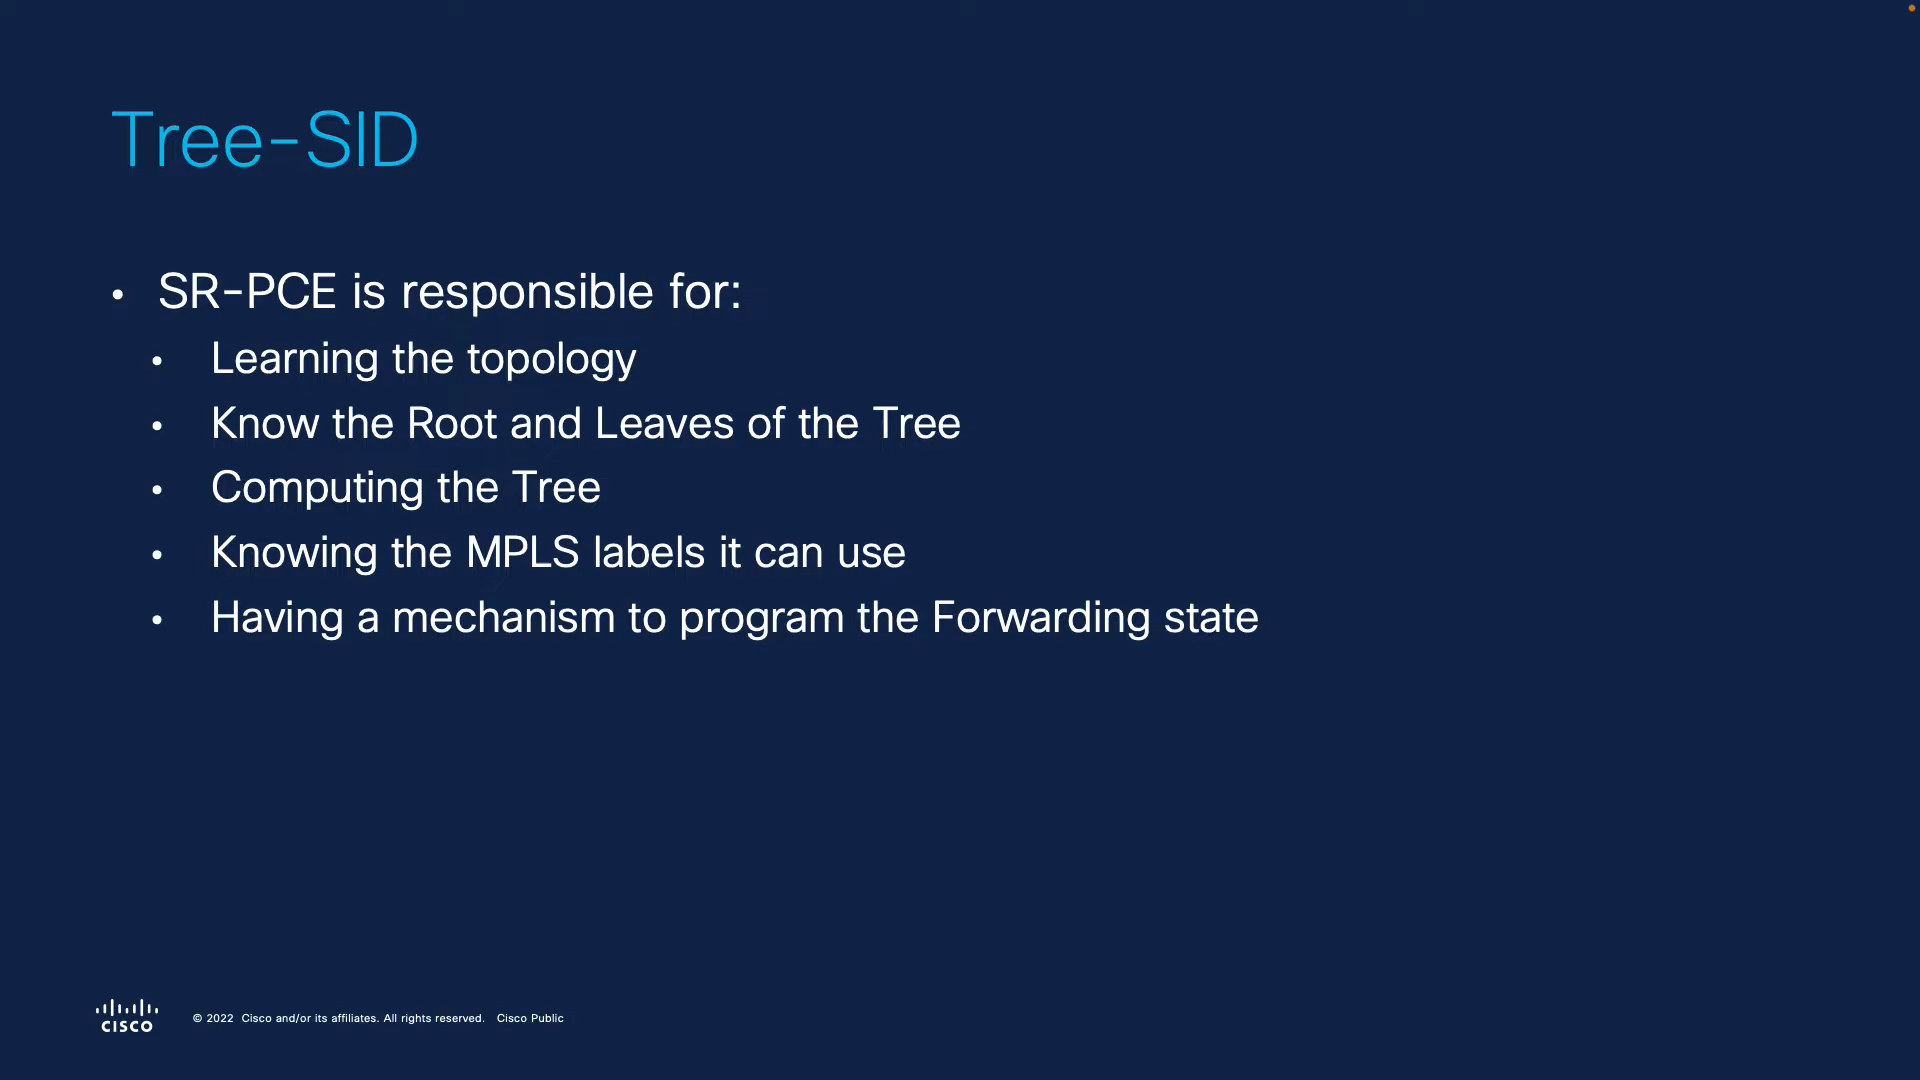 Tree-SID
• SR-PCE is responsible for:
• Learning the topology
• Know the Root and Leaves of the Tree
• Computing the Tree
• Knowing the MPLS labels it can use
• Having a mechanism to program the Forwarding state
CISCO
© 2022 Cisco and/or its affiliates. All rights reserved. Cisco Public